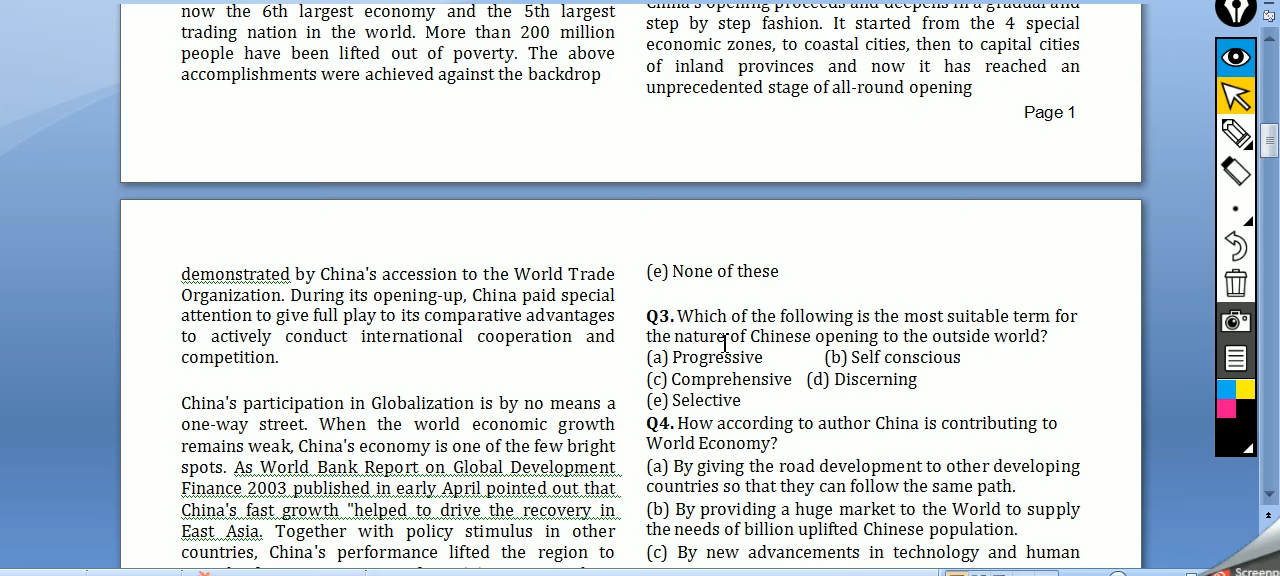 now the 6th largest economy and the 5th largest
trading nation in the world. More than 200 million
people have been lifted out of poverty. The above
accomplishments were achieved against the backdrop
China's opening proceeds and deepens in a gradual and
step by step fashion. It started from the 4 special
economic zones, to coastal cities, then to capital cities
of inland provinces and now it has reached an
unprecedented stage of all-round opening
Page 1
demonstrated by China's accession to the World Trade
Organization. During its opening-up, China paid special
attention to give full play to its comparative advantages
to actively conduct international cooperation and
competition.
China's participation in Globalization is by no means a
one-way street. When the world economic growth
remains weak, China's economy is one of the few bright
spots. As World Bank Report on Global Development
Finance 2003 published in early April pointed out that
China's fast growth "helped to drive the recovery in
East Asia. Together with policy stimulus in other
countries, China's performance lifted the region to
(e) None of these
Q3. Which of the following is the most suitable term for
the nature of Chinese opening to the outside world?
(a) Progressive (b) Self conscious
(c) Comprehensive (d) Discerning
(e) Selective
Q4. How according to author China is contributing to
World Economy?
(a) By giving the road development to other developing
countries so that they can follow the same path.
(b) By providing a huge market to the World to supply
the needs of billion uplifted Chinese population.
(c) By new advancements in technology and human